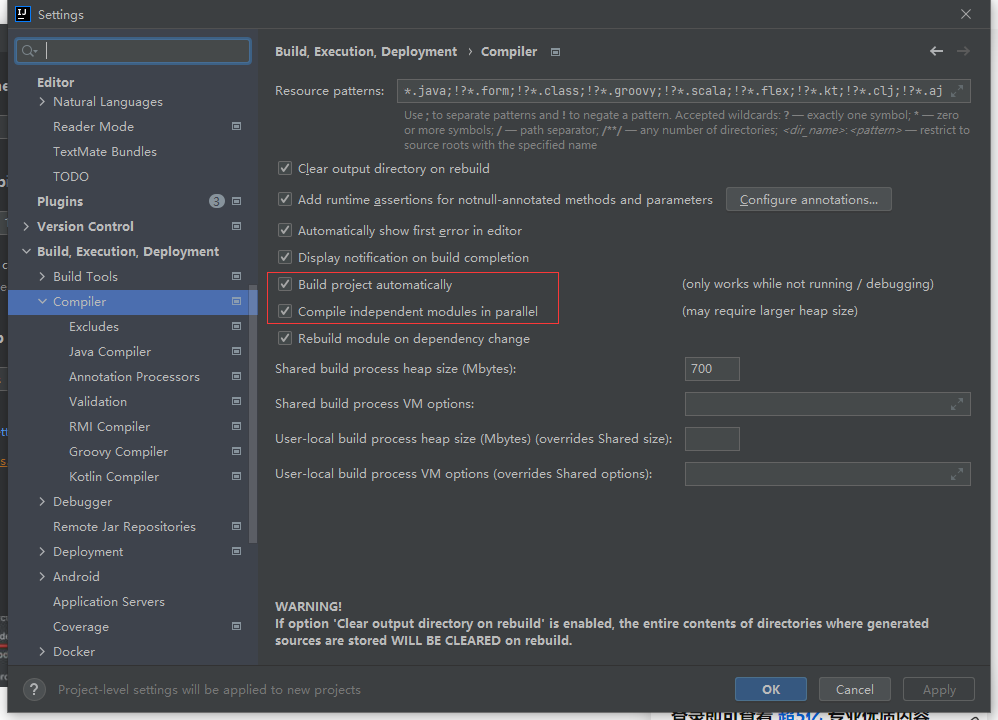 Settings
Editor
Natural Languages
Reader Mode
TextMate Bundles
TODO
Plugins 3
Version Control
Build, Execution, Deployment
Build Tools
Compiler
Excludes
Java Compiler
Annotation Processors
Validation
RMI Compiler
Groovy Compiler
Kotlin Compiler
Debugger
Remote Jar Repositories
Deployment
Android
Application Servers
Coverage
Docker
Build, Execution, Deployment › Compiler
Resource patterns: *.java;!?*.form;!?*.class;!?*.groovy;!?*.scala;!?*.flex;!?*.kt;!?*.clj;!?*.aj
Use ; to separate patterns and ! to negate a pattern. Accepted wildcards: ? — exactly one symbol; * — zero
or more symbols; / — path separator; /**/ — any number of directories; <dir_name>:<pattern> — restrict to
source roots with the specified name
Clear output directory on rebuild
Add runtime assertions for notnull-annotated methods and parameters Configure annotations...
Automatically show first error in editor
Display notification on build completion
Build project automatically (only works while not running / debugging)
Compile independent modules in parallel (may require larger heap size)
Rebuild module on dependency change
Shared build process heap size (Mbytes): 700
Shared build process VM options:
User-local build process heap size (Mbytes) (overrides Shared size):
User-local build process VM options (overrides Shared options):
WARNING!
If option 'Clear output directory on rebuild' is enabled, the entire contents of directories where generated
sources are stored WILL BE CLEARED on rebuild.
? Project-level settings will be applied to new projects
OK Cancel Apply